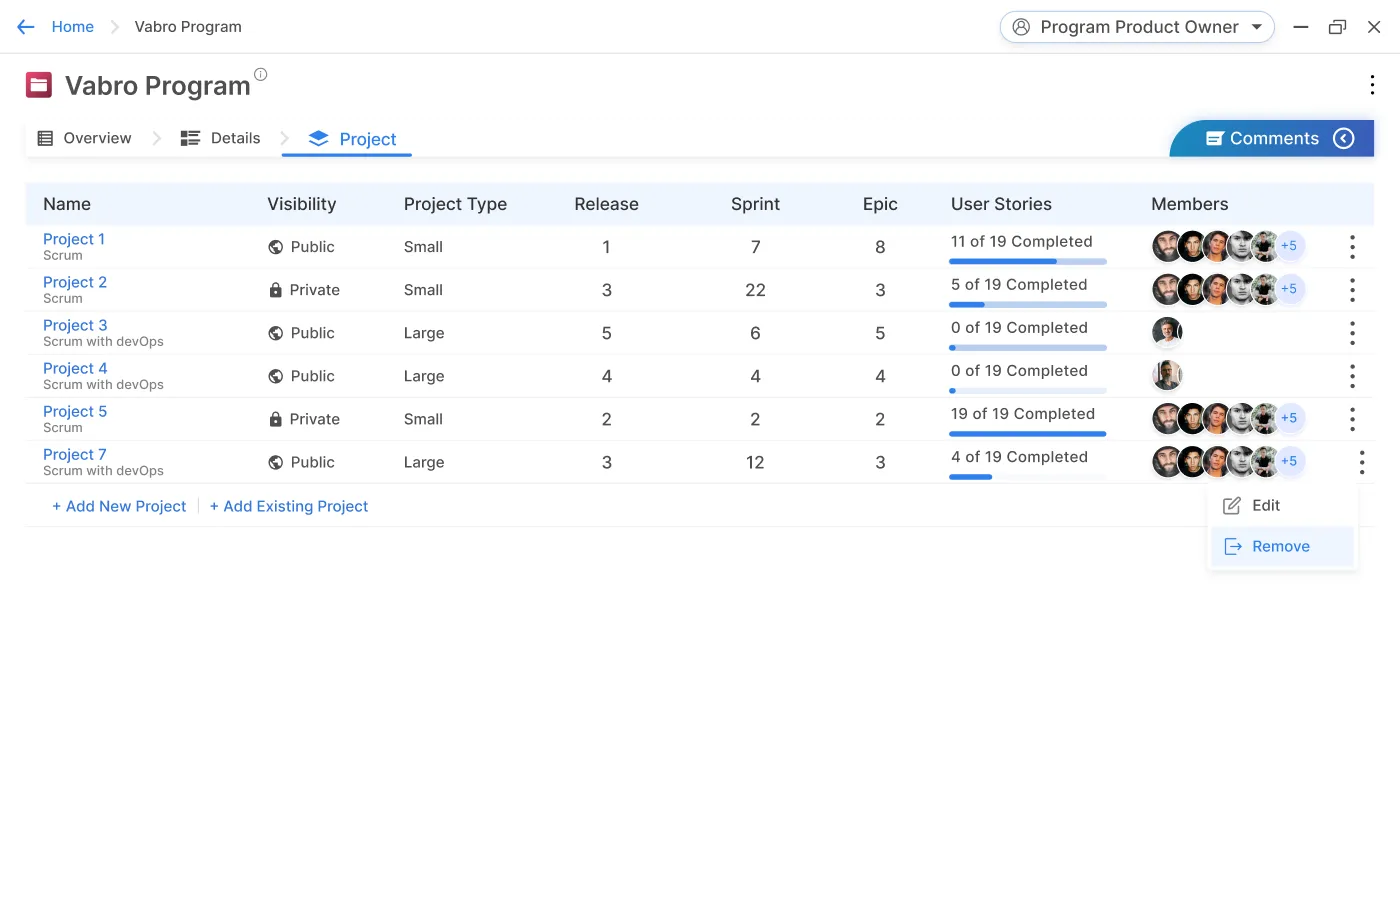 Home Vabro Program Program Product Owner
Vabro Program
Overview Details Project Comments
Name Visibility Project Type Release Sprint Epic User Stories Members
Project 1
Scrum
Public Small 1 7 8 11 of 19 Completed +5
Project 2
Scrum
Private Small 3 22 3 5 of 19 Completed +5
Project 3
Scrum with devOps
Public Large 5 6 5 0 of 19 Completed
Project 4
Scrum with devOps
Public Large 4 4 4 0 of 19 Completed
Project 5
Scrum
Private Small 2 2 2 19 of 19 Completed +5
Project 7
Scrum with devOps
Public Large 3 12 3 4 of 19 Completed +5
+ Add New Project + Add Existing Project
Edit
Remove